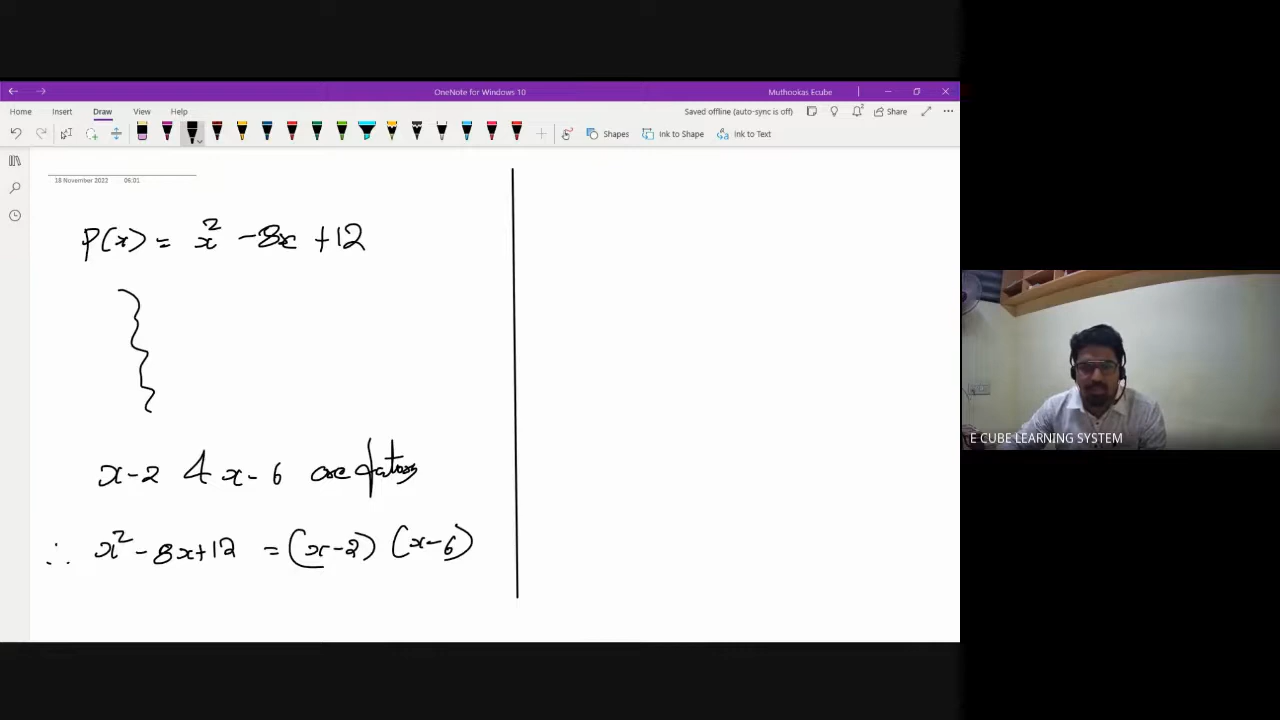 OneNote for Windows 10
Muthookas Ecube
Home Insert Draw View Help
Saved offline (auto-sync is off)
Share
Shapes
Ink to Shape
Ink to Text
18 November 2022 06:01
P(x) = x² - 8x + 12
x-2 & x-6 are factors
∴ x² - 8x + 12 = (x-2) (x-6)
E CUBE LEARNING SYSTEM